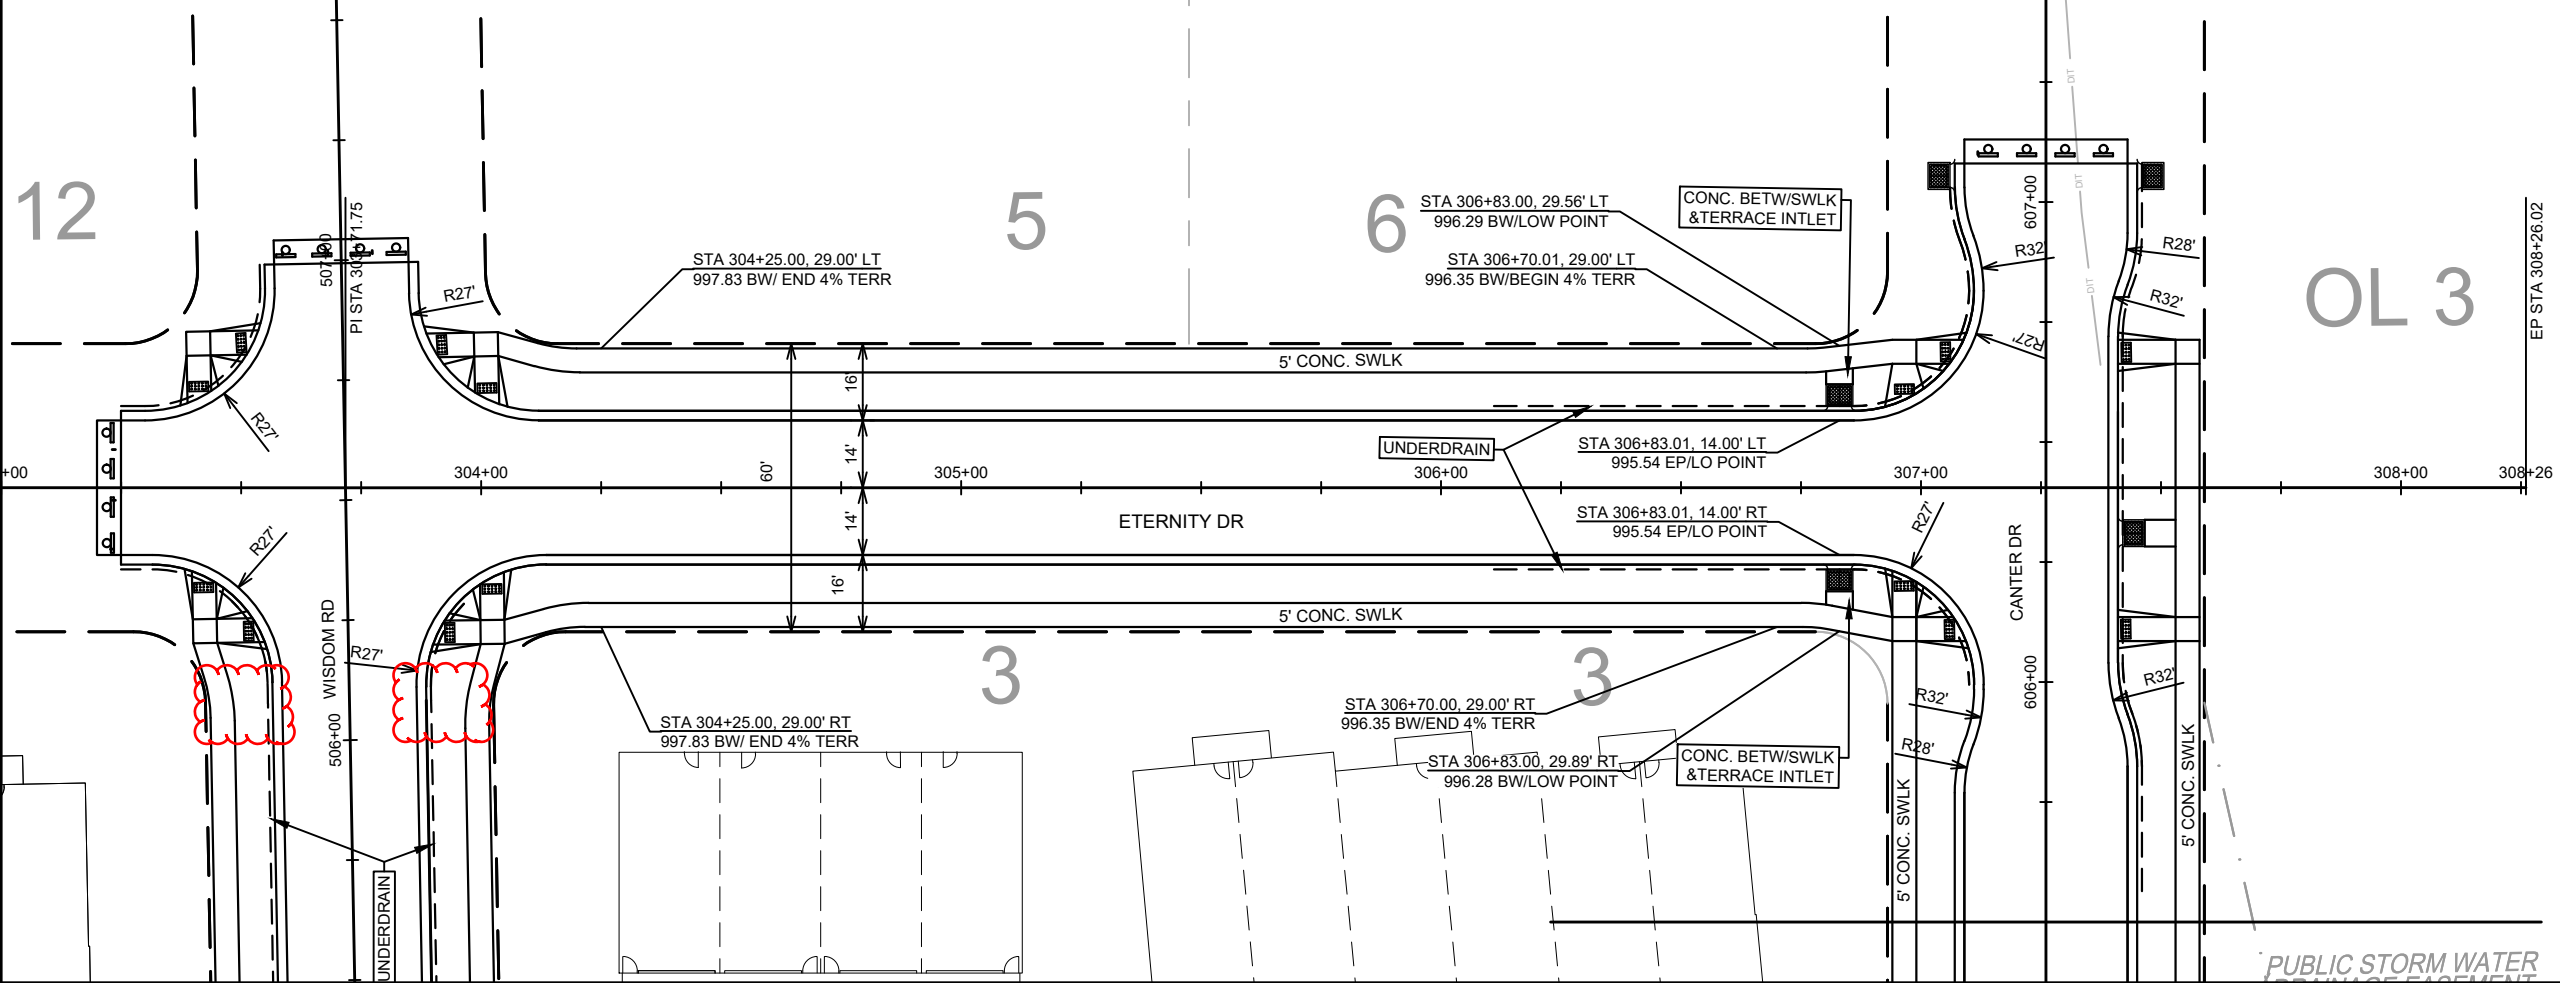 12
5
6
OL 3
3
3
507+00
PI STA 303+71.75
R27'
R27'
STA 304+25.00, 29.00' LT
997.83 BW/ END 4% TERR
STA 306+83.00, 29.56' LT
996.29 BW/LOW POINT
STA 306+70.01, 29.00' LT
996.35 BW/BEGIN 4% TERR
CONC. BETW/SWLK
&TERRACE INTLET
607+00
R32'
R28'
R32'
R27'
DIT
DIT
DIT
EP STA 308+26.02
5' CONC. SWLK
16'
14'
60'
14'
16'
UNDERDRAIN
STA 306+83.01, 14.00' LT
995.54 EP/LO POINT
+00
304+00
305+00
306+00
307+00
308+00
308+26
ETERNITY DR
STA 306+83.01, 14.00' RT
995.54 EP/LO POINT
R27'
CANTER DR
R27'
WISDOM RD
R27'
5' CONC. SWLK
606+00
R32'
R32'
R28'
506+00
STA 304+25.00, 29.00' RT
997.83 BW/ END 4% TERR
STA 306+70.00, 29.00' RT
996.35 BW/END 4% TERR
STA 306+83.00, 29.89' RT
996.28 BW/LOW POINT
CONC. BETW/SWLK
&TERRACE INTLET
5' CONC. SWLK
5' CONC. SWLK
UNDERDRAIN
PUBLIC STORM WATER
DRAINAGE EASEMENT